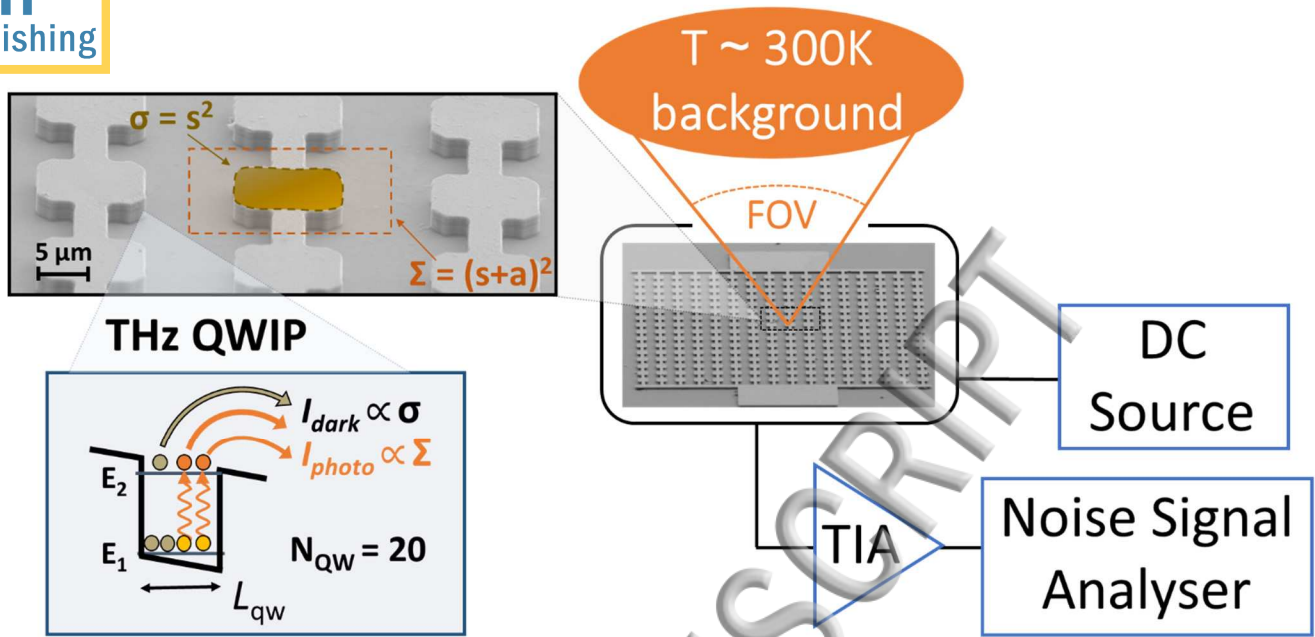 ishing
T ~ 300K
background
FOV
σ = s²
5 µm
Σ = (s+a)²
THz QWIP
I_dark ∝ σ
I_photo ∝ Σ
E₂
E₁
N_QW = 20
L_qw
DC
Source
TIA
Noise Signal
Analyser
SCRIPT